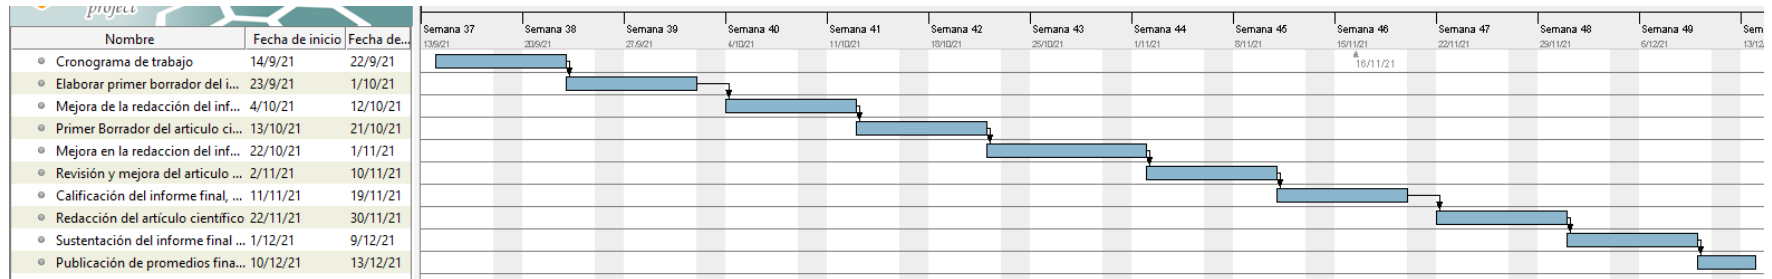 project
Nombre Fecha de inicio Fecha de...
Cronograma de trabajo 14/9/21 22/9/21
Elaborar primer borrador del i... 23/9/21 1/10/21
Mejora de la redacción del inf... 4/10/21 12/10/21
Primer Borrador del articulo ci... 13/10/21 21/10/21
Mejora en la redaccion del inf... 22/10/21 1/11/21
Revisión y mejora del articulo ... 2/11/21 10/11/21
Calificación del informe final, ... 11/11/21 19/11/21
Redacción del artículo científico 22/11/21 30/11/21
Sustentación del informe final ... 1/12/21 9/12/21
Publicación de promedios fina... 10/12/21 13/12/21
Semana 37 Semana 38 Semana 39 Semana 40 Semana 41 Semana 42 Semana 43 Semana 44 Semana 45 Semana 46 Semana 47 Semana 48 Semana 49 Sem
13/9/21 20/9/21 27/9/21 4/10/21 11/10/21 18/10/21 25/10/21 1/11/21 8/11/21 15/11/21 22/11/21 29/11/21 6/12/21 13/12
16/11/21